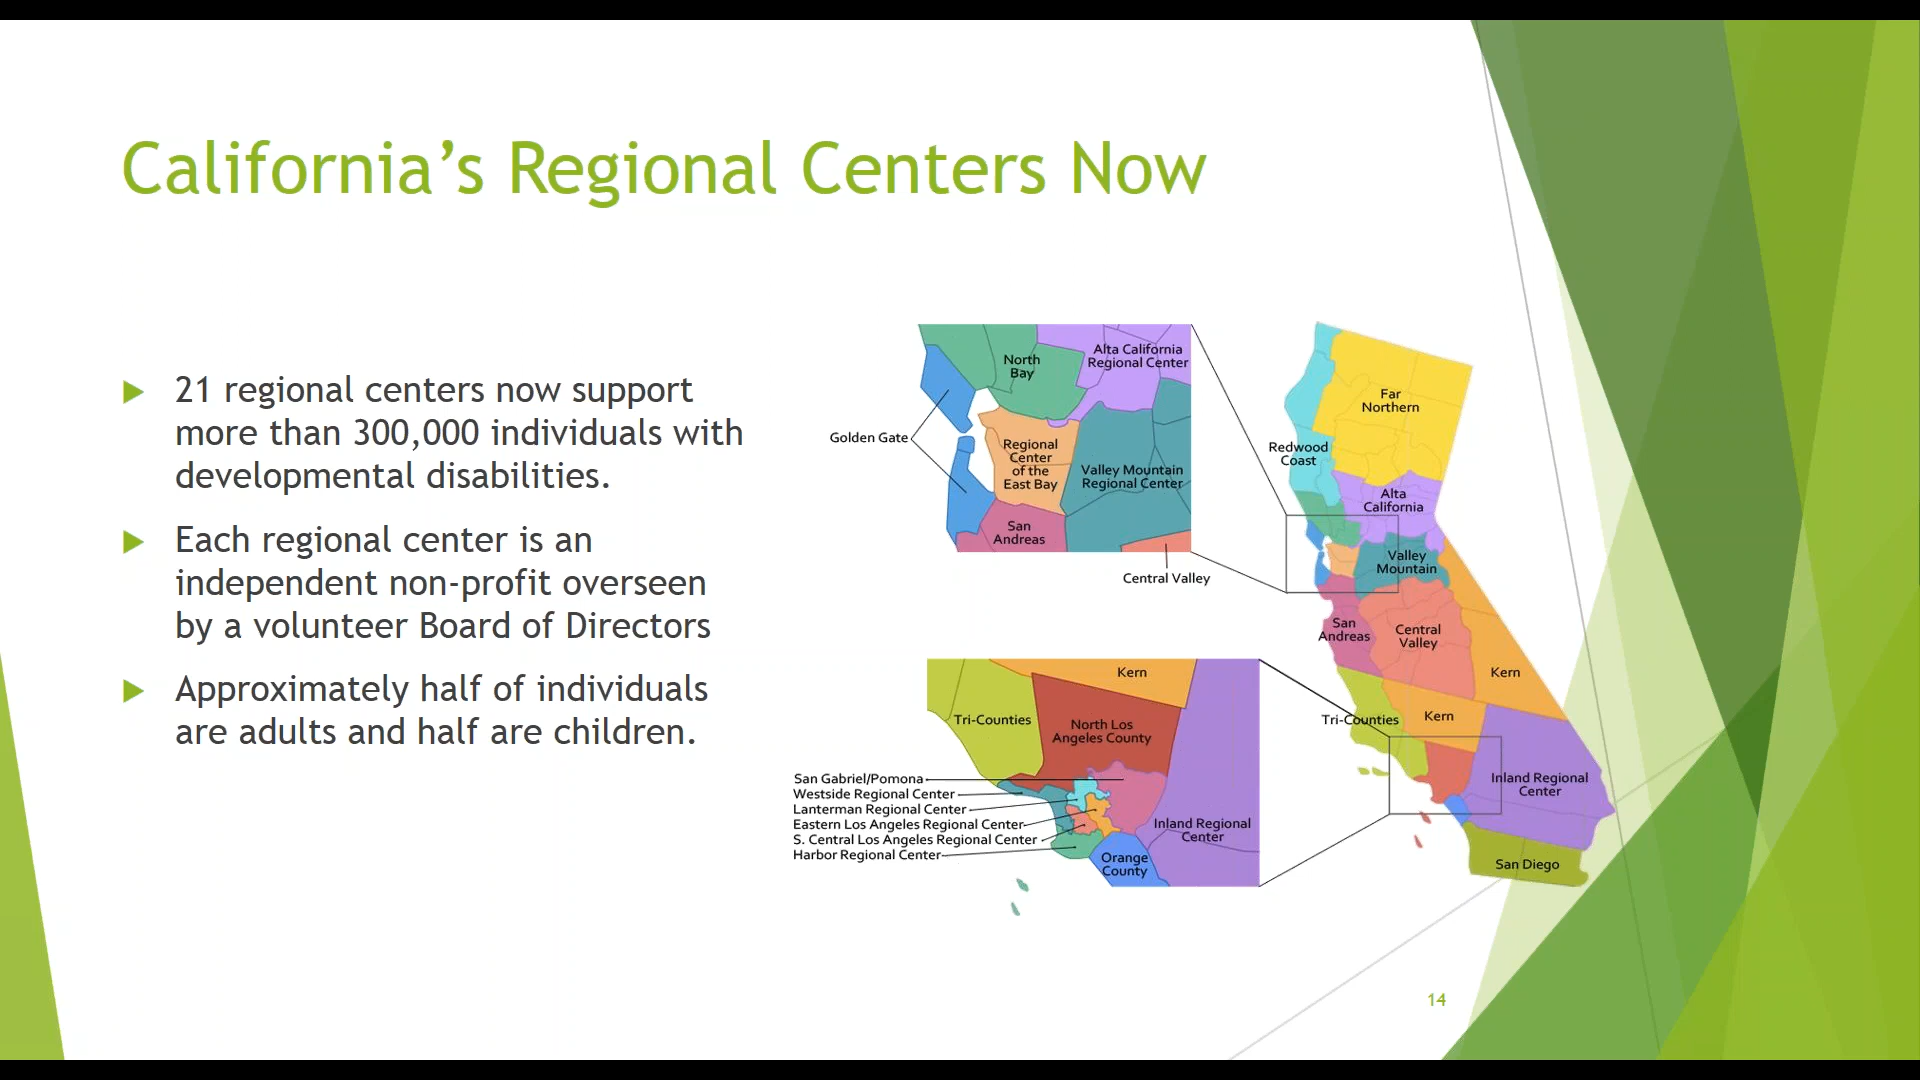 California’s Regional Centers Now
21 regional centers now support
more than 300,000 individuals with
developmental disabilities.
Each regional center is an
independent non-profit overseen
by a volunteer Board of Directors
Approximately half of individuals
are adults and half are children.
North
Bay
Alta California
Regional Center
Golden Gate
Regional
Center
of the
East Bay
Valley Mountain
Regional Center
San
Andreas
Central Valley
Kern
Tri-Counties
North Los
Angeles County
San Gabriel/Pomona
Westside Regional Center
Lanterman Regional Center
Eastern Los Angeles Regional Center
S. Central Los Angeles Regional Center
Harbor Regional Center
Inland Regional
Center
Orange
County
Far
Northern
Redwood
Coast
Alta
California
Valley
Mountain
San
Andreas
Central
Valley
Kern
Tri-Counties
Kern
Inland Regional
Center
San Diego
14